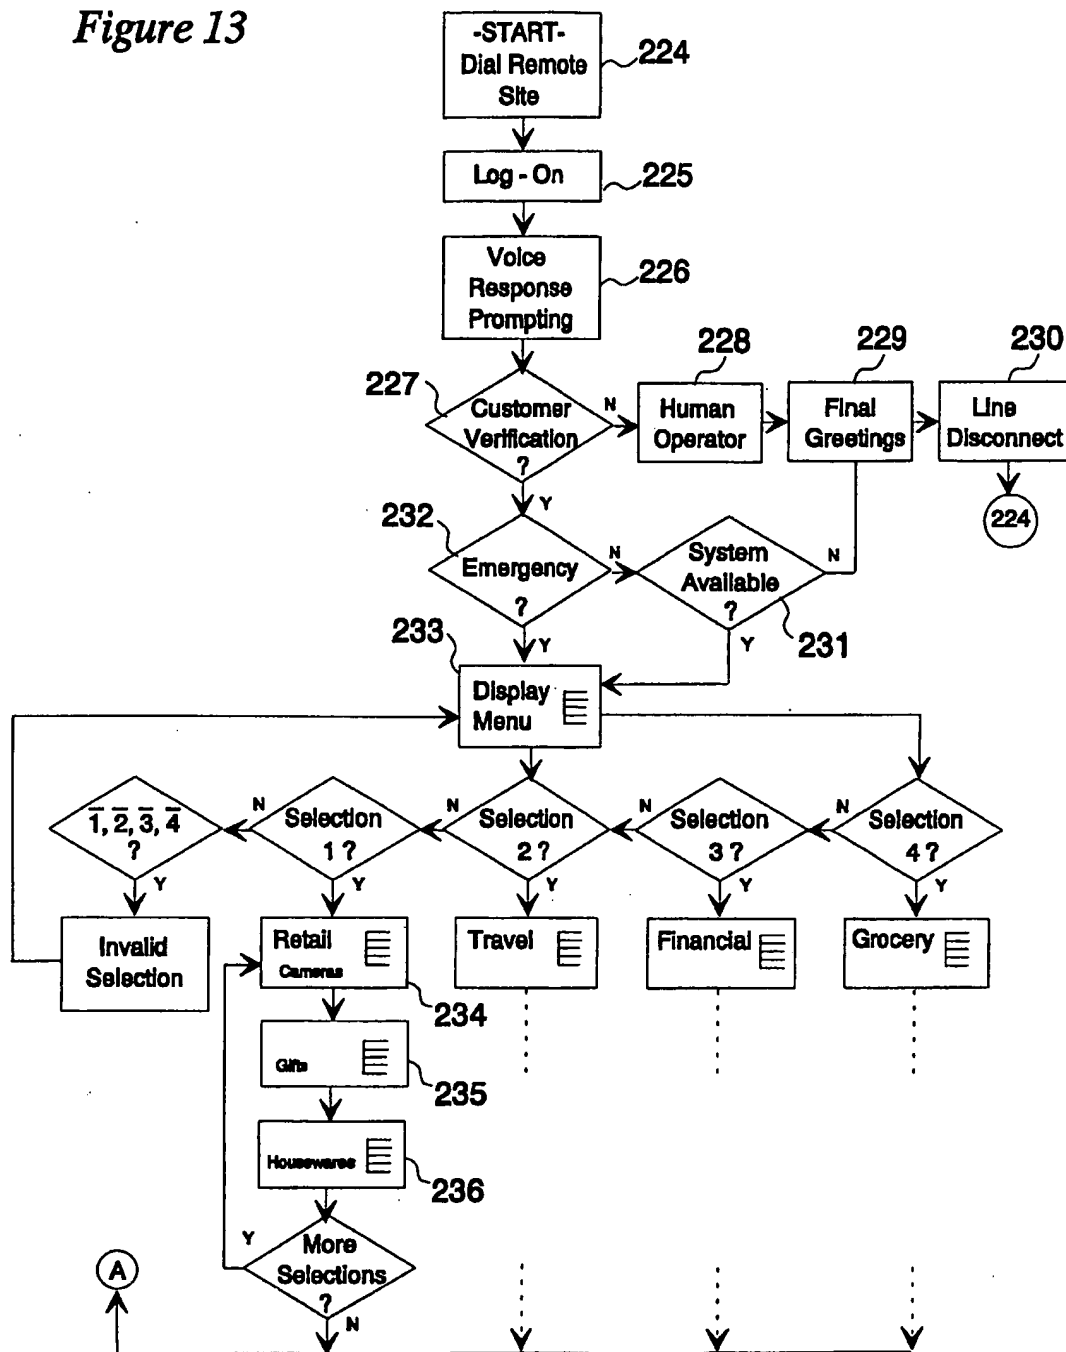 Figure 13
-START-
Dial Remote
Site
224
Log - On
225
Voice
Response
Prompting
226
227
Customer
Verification
?
N
Y
228
Human
Operator
229
Final
Greetings
230
Line
Disconnect
224
232
Emergency
?
N
Y
System
Available
?
N
Y
231
233
Display
Menu
1̅, 2̅, 3̅, 4̅
?
Y
N
Selection
1 ?
Y
N
Selection
2 ?
Y
N
Selection
3 ?
Y
N
Selection
4 ?
Y
Invalid
Selection
Retail
Cameras
234
Travel
Financial
Grocery
Gifts
235
Housewares
236
Y
More
Selections
?
N
A